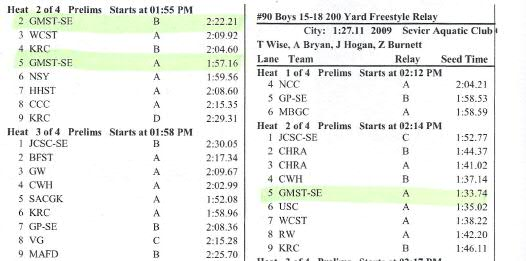 Heat 2 of 4 Prelims Starts at 01:55 PM
2 GMST-SE B 2:22.21
3 WCST A 2:09.92
4 KRC B 2:04.60
5 GMST-SE A 1:57.16
6 NSY A 1:59.56
7 HHST A 2:08.60
8 CCC A 2:15.35
9 KRC D 2:29.31
Heat 3 of 4 Prelims Starts at 01:58 PM
1 JCSC-SE B 2:30.05
2 BFST A 2:17.34
3 GW A 2:09.67
4 CWH A 2:02.99
5 SACGK A 1:52.08
6 KRC A 1:58.96
7 GP-SE B 2:08.36
8 VG C 2:15.28
9 MAFD B 2:25.70
#90 Boys 15-18 200 Yard Freestyle Relay
City: 1:27.11 2009 Sevier Aquatic Club
T Wise, A Bryan, J Hogan, Z Burnett
Lane Team Relay Seed Time
Heat 1 of 4 Prelims Starts at 02:12 PM
4 NCC A 2:04.21
5 GP-SE B 1:58.53
6 MBGC A 1:58.59
Heat 2 of 4 Prelims Starts at 02:14 PM
1 JCSC-SE C 1:52.77
2 CHRA B 1:44.37
3 CHRA A 1:41.02
4 CWH B 1:37.14
5 GMST-SE A 1:33.74
6 USC A 1:35.02
7 WCST A 1:38.22
8 RW A 1:42.20
9 KRC B 1:46.11